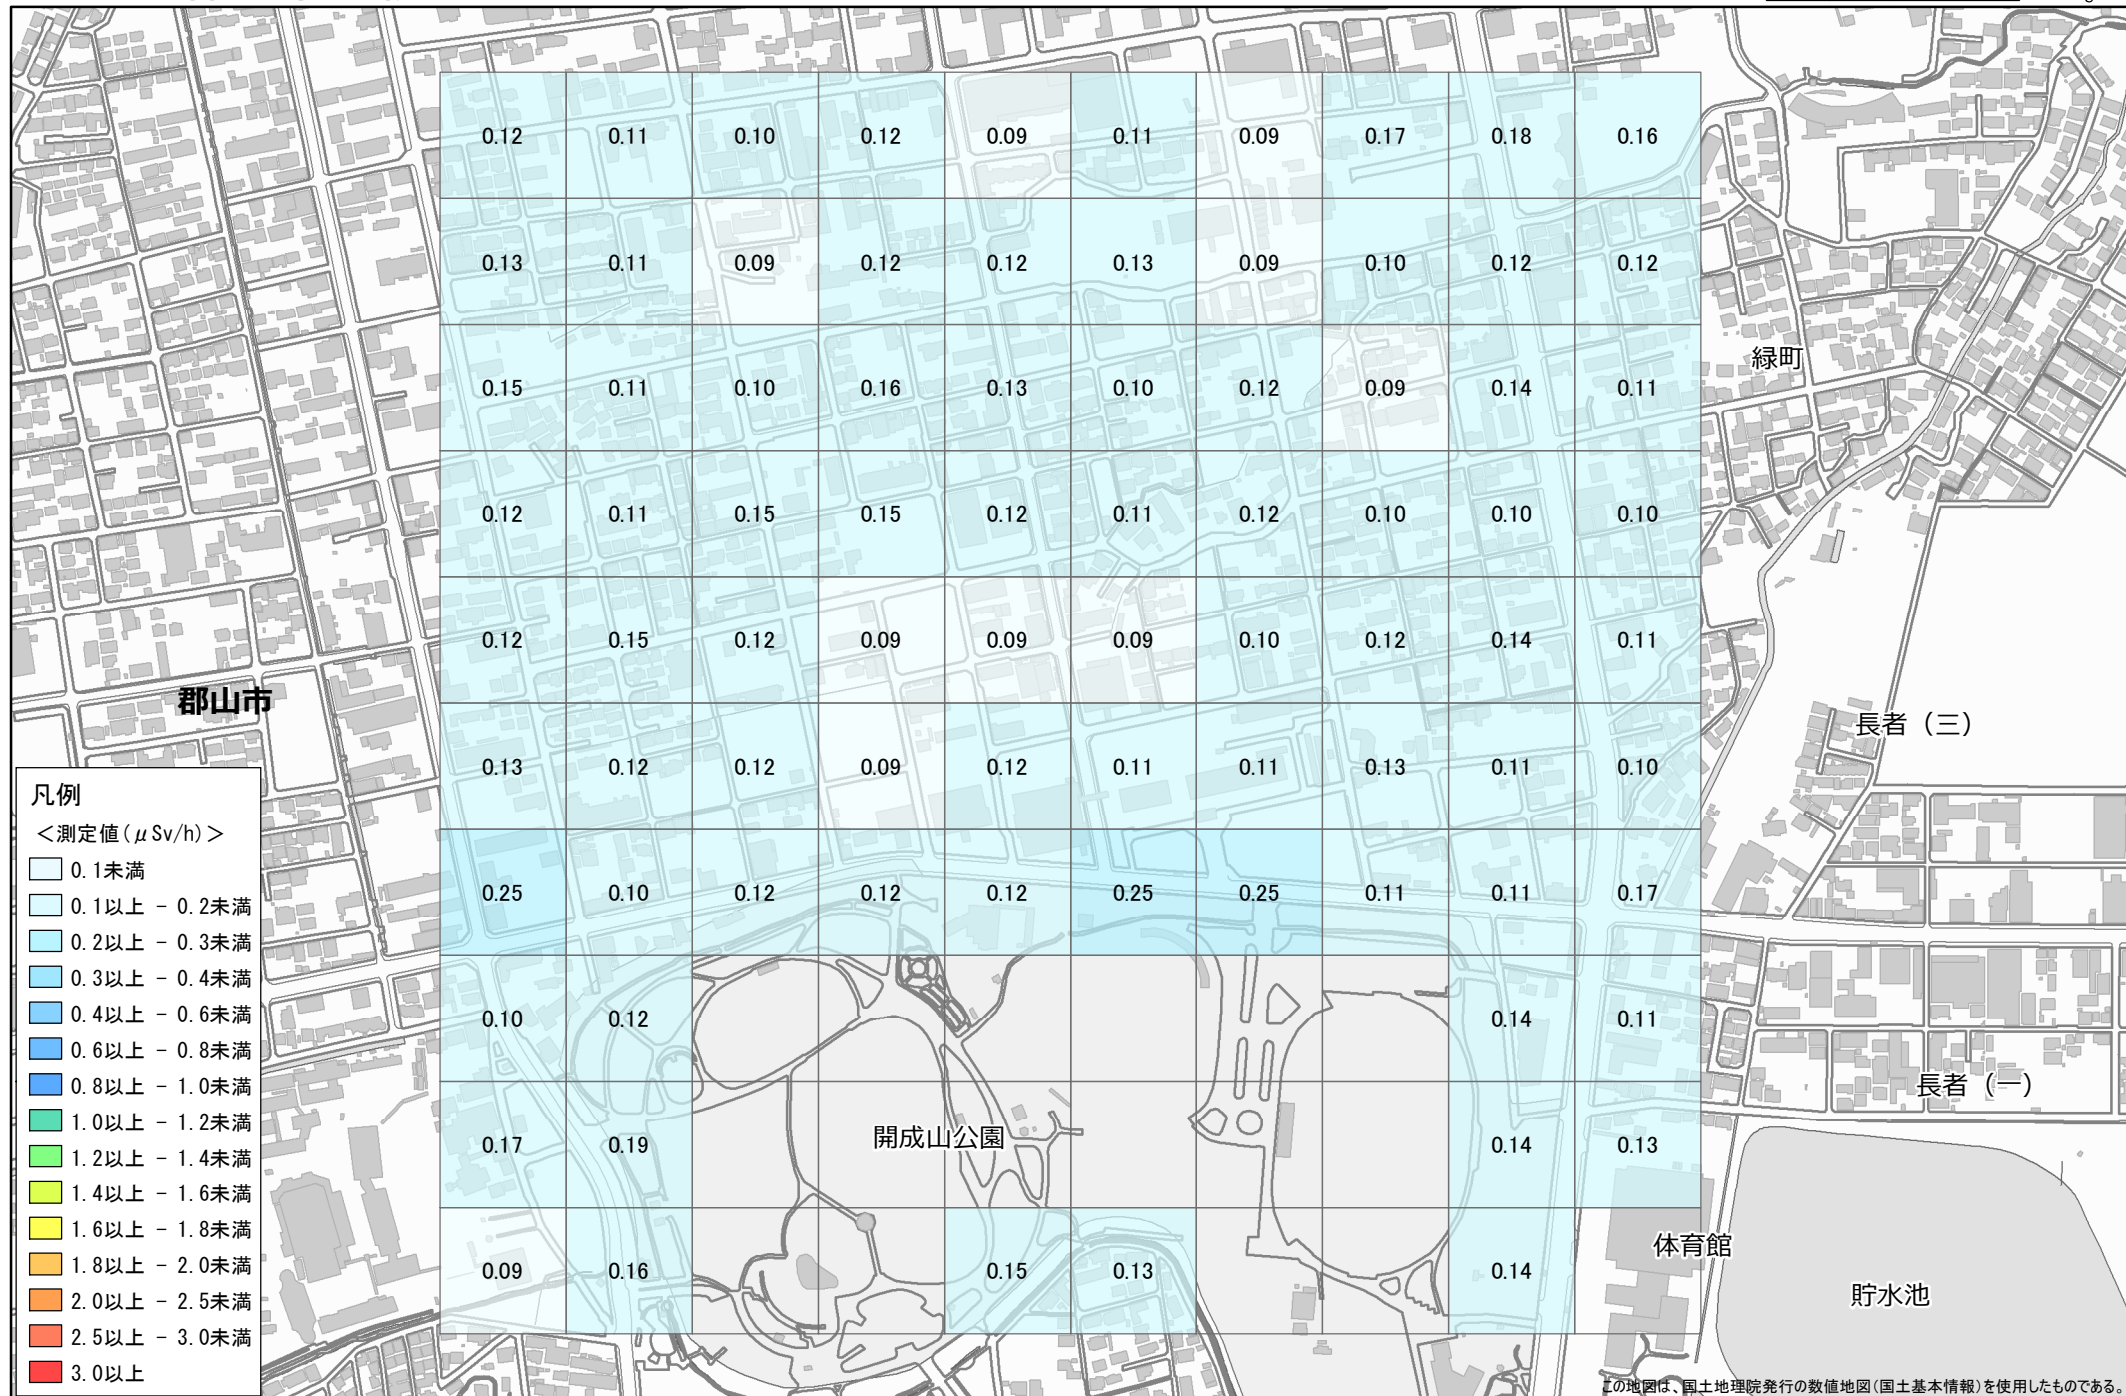 0.12 0.11 0.10 0.12 0.09 0.11 0.09 0.17 0.18 0.16
0.13 0.11 0.09 0.12 0.12 0.13 0.09 0.10 0.12 0.12
緑町
0.15 0.11 0.10 0.16 0.13 0.10 0.12 0.09 0.14 0.11
0.12 0.11 0.15 0.15 0.12 0.11 0.12 0.10 0.10 0.10
0.12 0.15 0.12 0.09 0.09 0.09 0.10 0.12 0.14 0.11
郡山市
長者（三）
0.13 0.12 0.12 0.09 0.12 0.11 0.11 0.13 0.11 0.10
0.25 0.10 0.12 0.12 0.12 0.25 0.25 0.11 0.11 0.17
0.10 0.12 0.14 0.11
長者（一）
0.17 0.19 開成山公園 0.14 0.13
体育館
0.09 0.16 0.15 0.13 0.14
貯水池
凡例
＜測定値(μSv/h)＞
0.1未満
0.1以上 － 0.2未満
0.2以上 － 0.3未満
0.3以上 － 0.4未満
0.4以上 － 0.6未満
0.6以上 － 0.8未満
0.8以上 － 1.0未満
1.0以上 － 1.2未満
1.2以上 － 1.4未満
1.4以上 － 1.6未満
1.6以上 － 1.8未満
1.8以上 － 2.0未満
2.0以上 － 2.5未満
2.5以上 － 3.0未満
3.0以上
この地図は、国土地理院発行の数値地図(国土基本情報)を使用したものである。